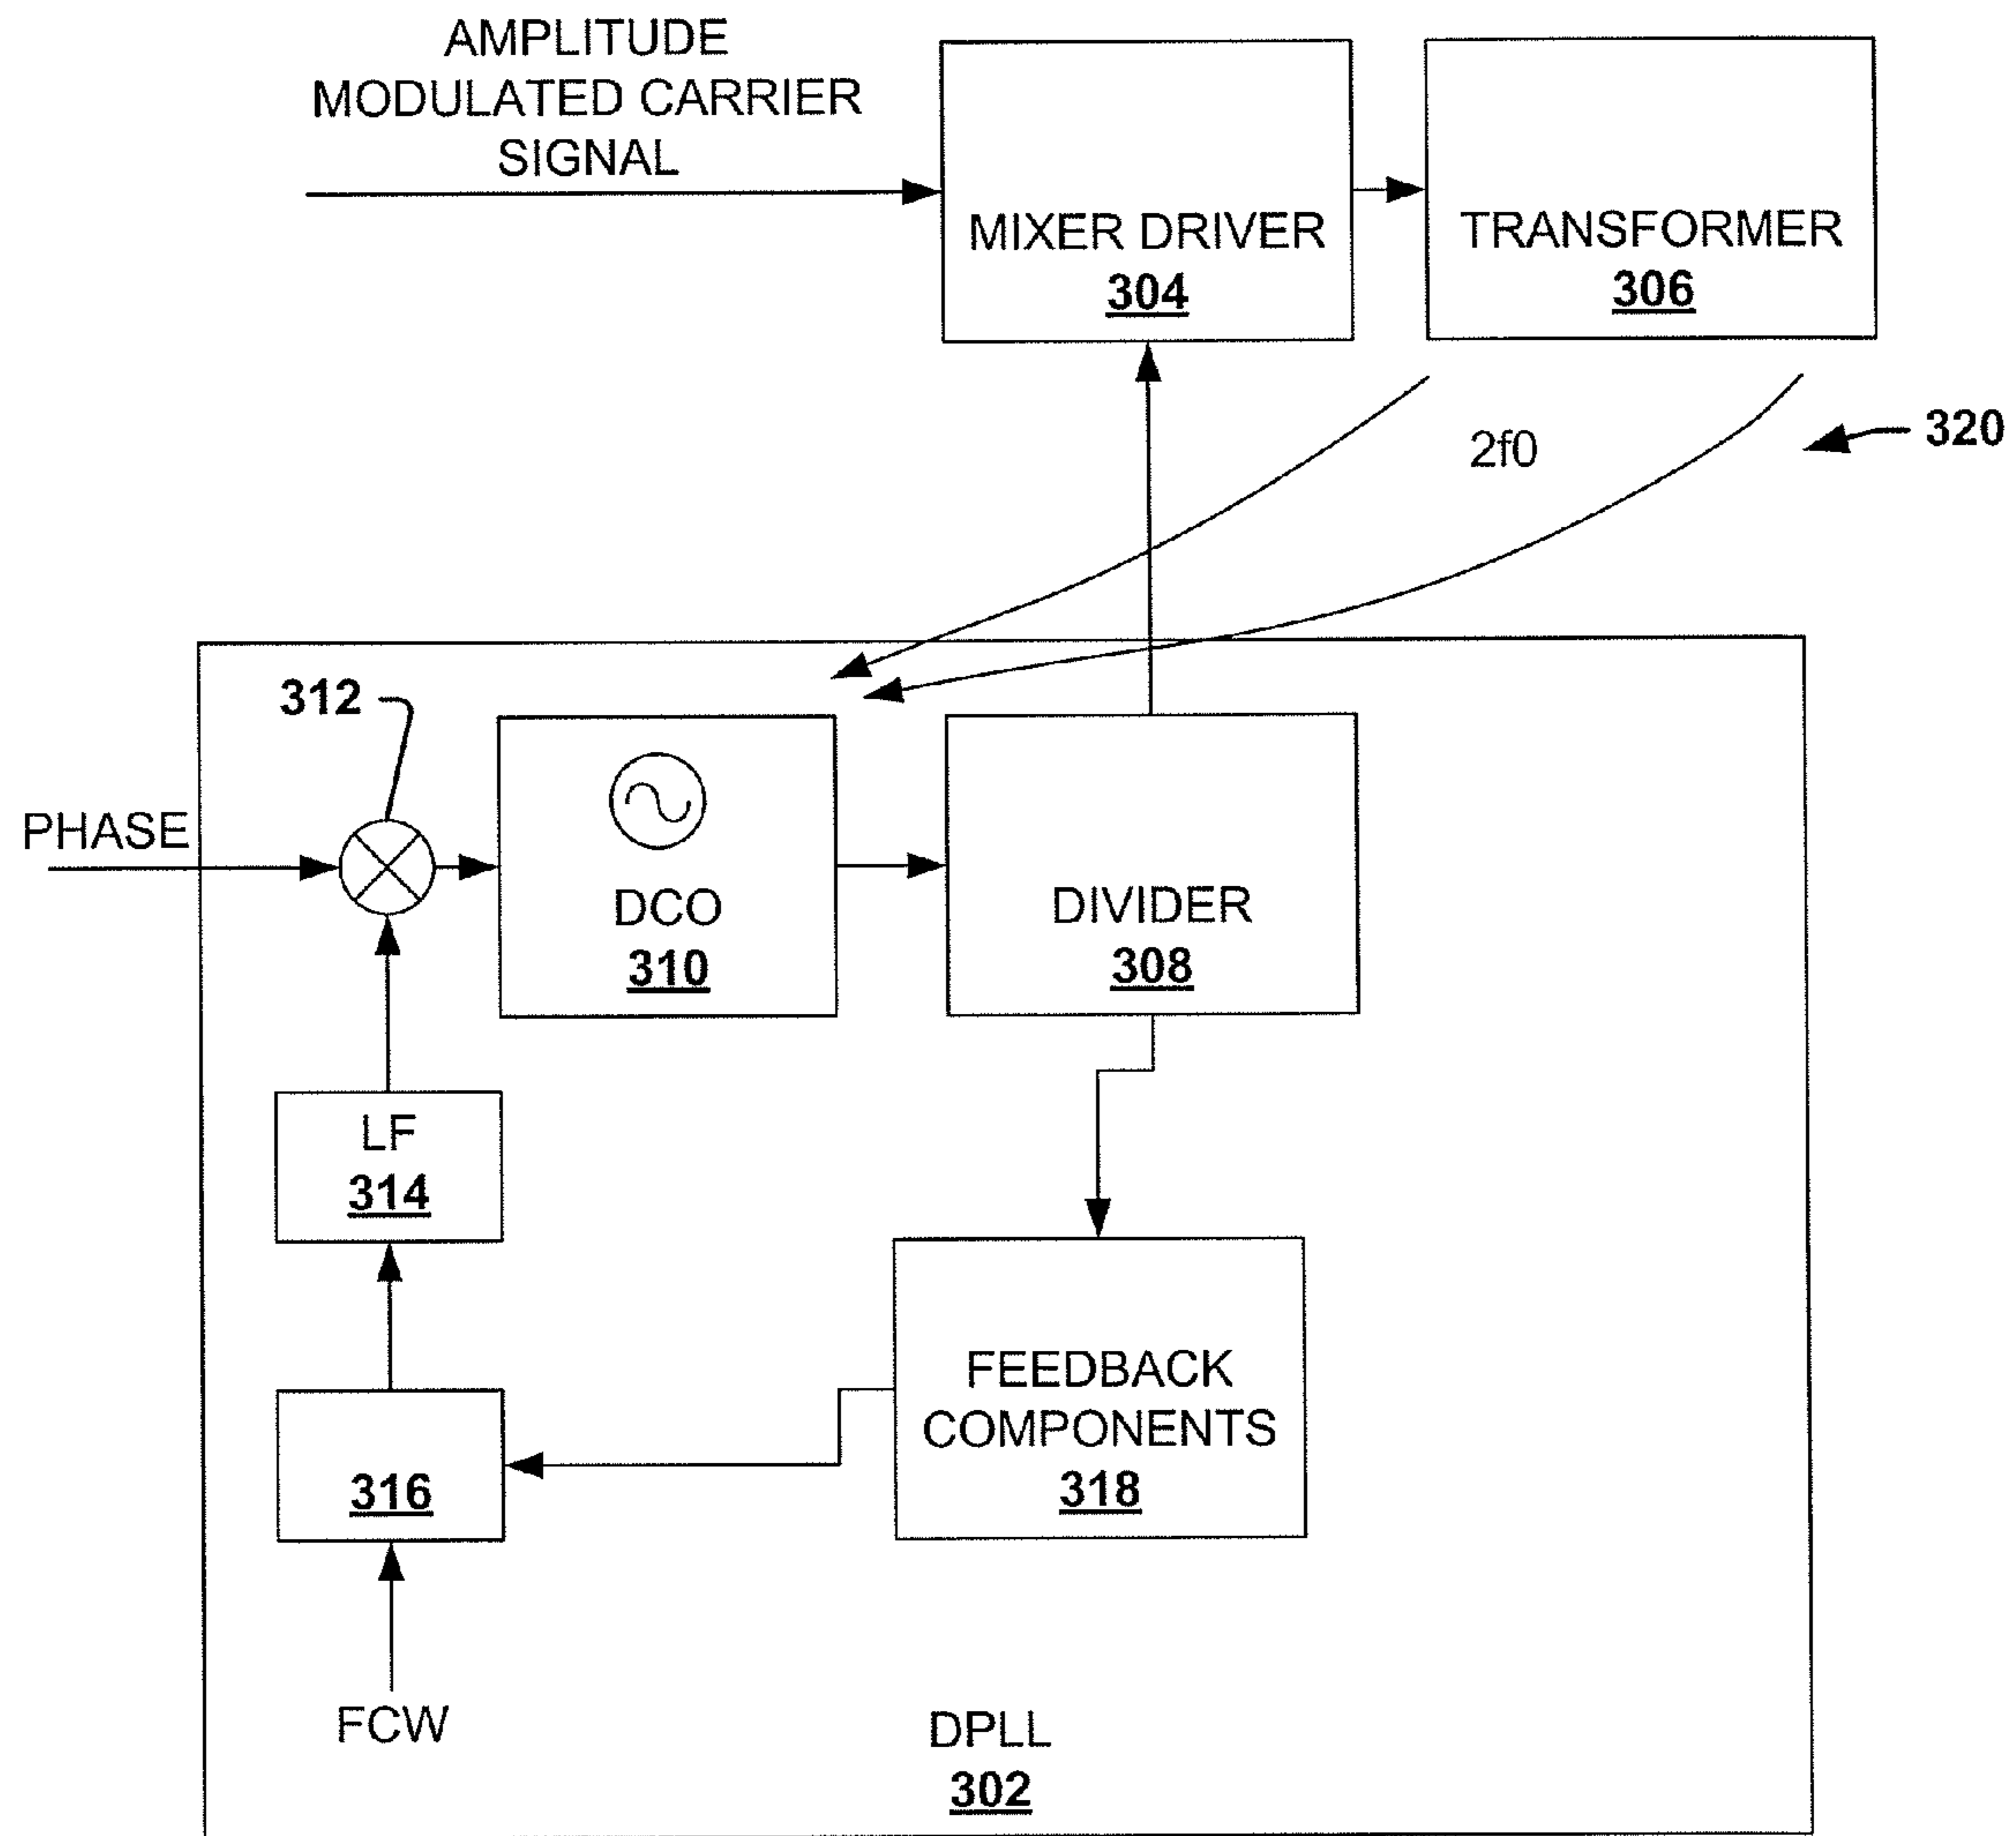 AMPLITUDE
MODULATED CARRIER
SIGNAL
MIXER DRIVER
304
TRANSFORMER
306
2f0
320
312
PHASE
DCO
310
DIVIDER
308
LF
314
FEEDBACK
COMPONENTS
318
316
FCW
DPLL
302